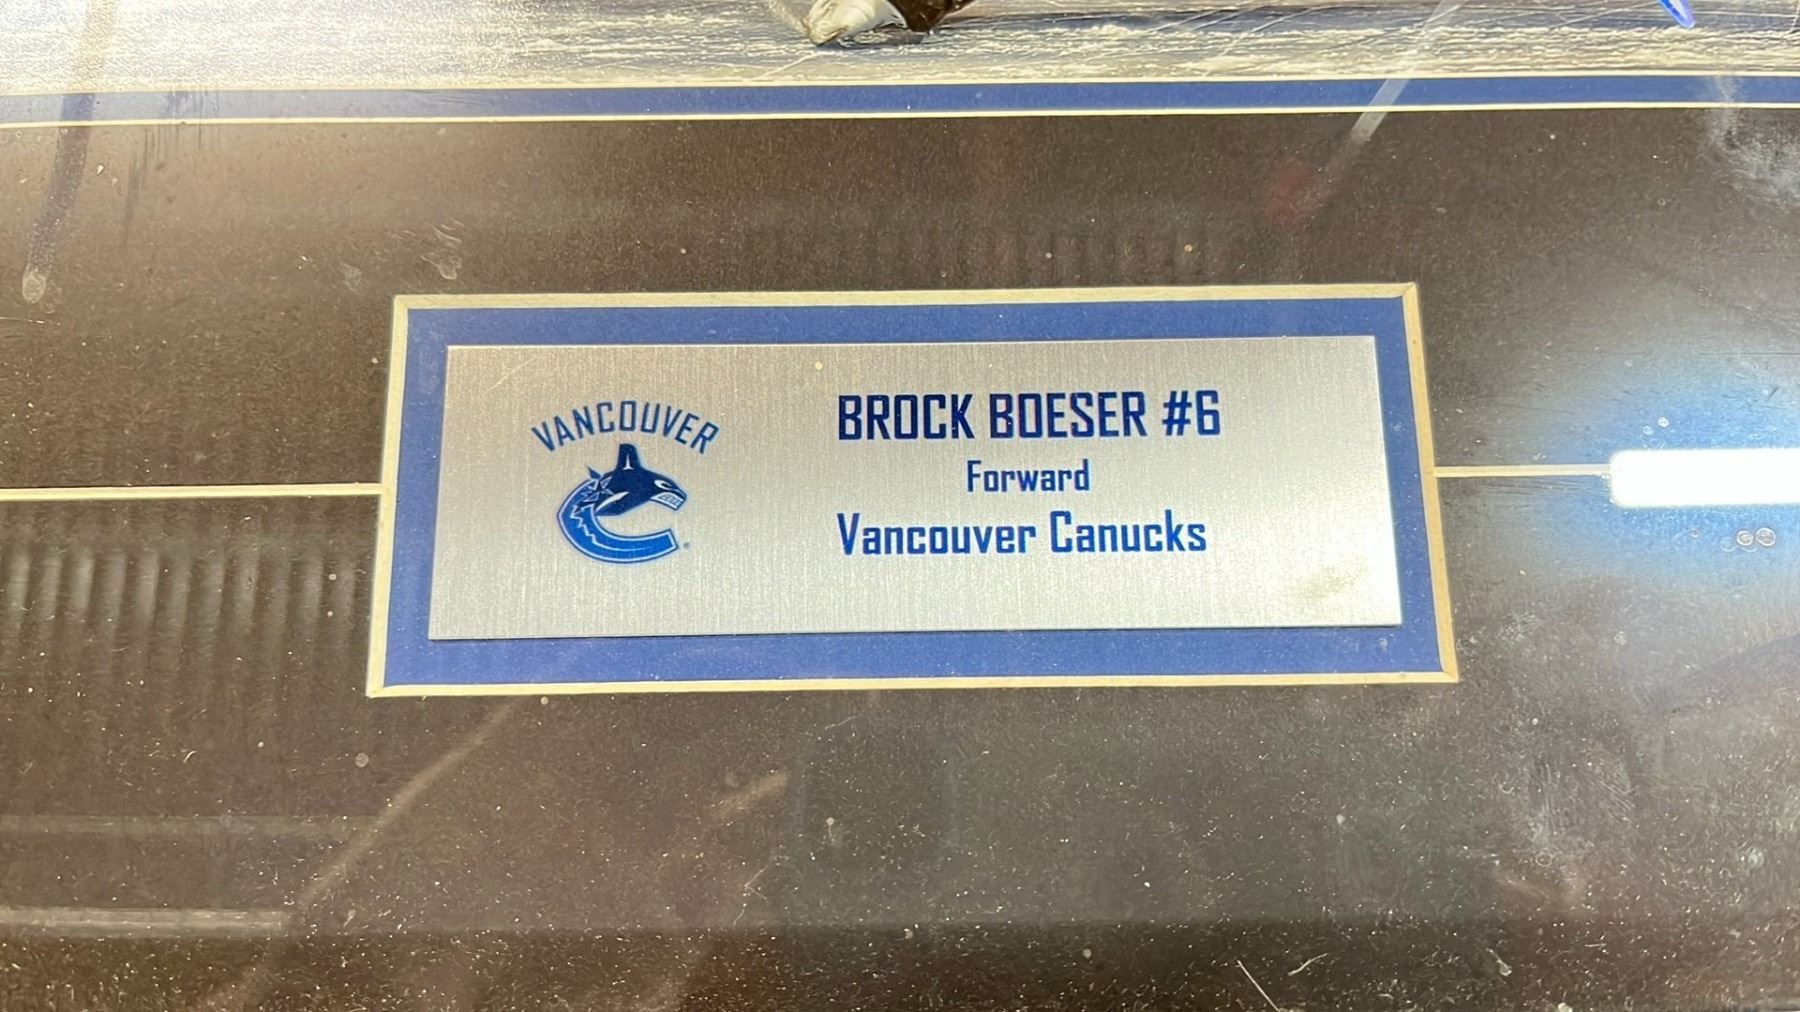 VANCOUVER
BROCK BOESER #6
Forward
Vancouver Canucks